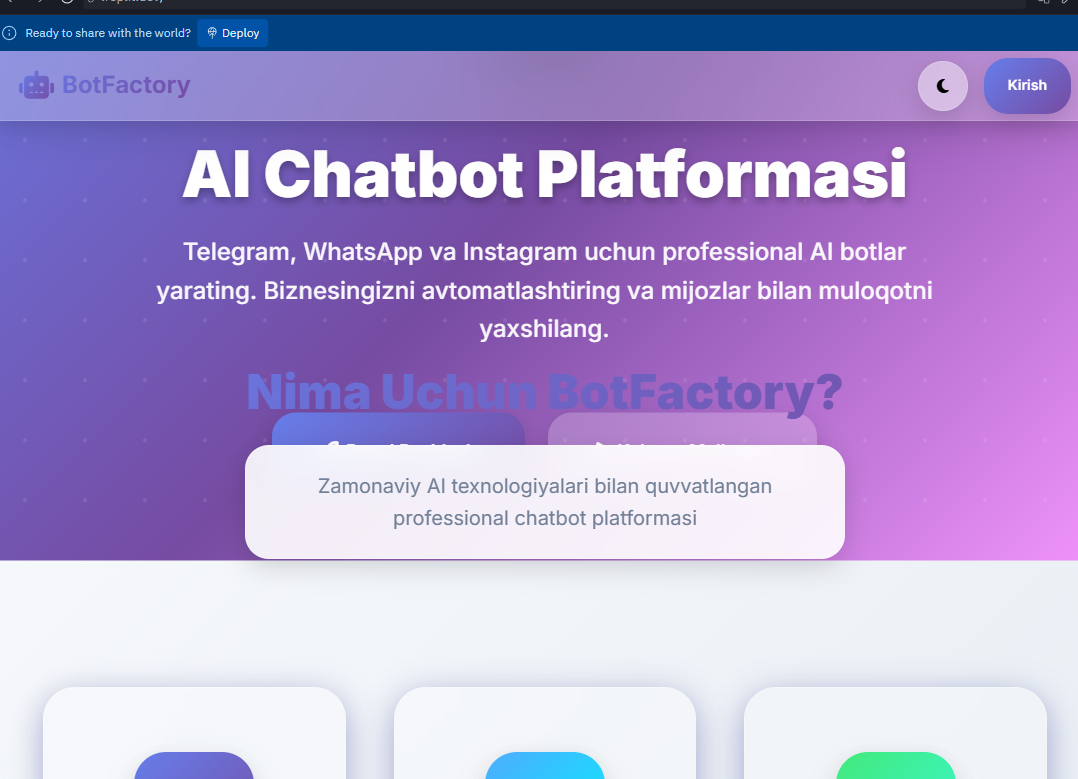 Ready to share with the world?
Deploy
BotFactory
Kirish
AI Chatbot Platformasi
Telegram, WhatsApp va Instagram uchun professional AI botlar
yarating. Biznesingizni avtomatlashtiring va mijozlar bilan muloqotni
yaxshilang.
Nima Uchun BotFactory?
Zamonaviy AI texnologiyalari bilan quvvatlangan
professional chatbot platformasi